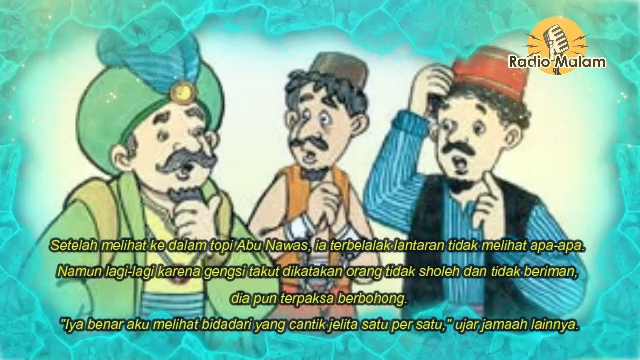 Radio Mulam
Setelah melihat ke dalam topi Abu Nawas, ia terbelalak lantaran tidak melihat apa-apa.
Namun lagi-lagi karena gengsi takut dikatakan orang tidak sholeh dan tidak beriman,
dia pun terpaksa berbohong.
"Iya benar aku melihat bidadari yang cantik jelita satu per satu," ujar jamaah lainnya.